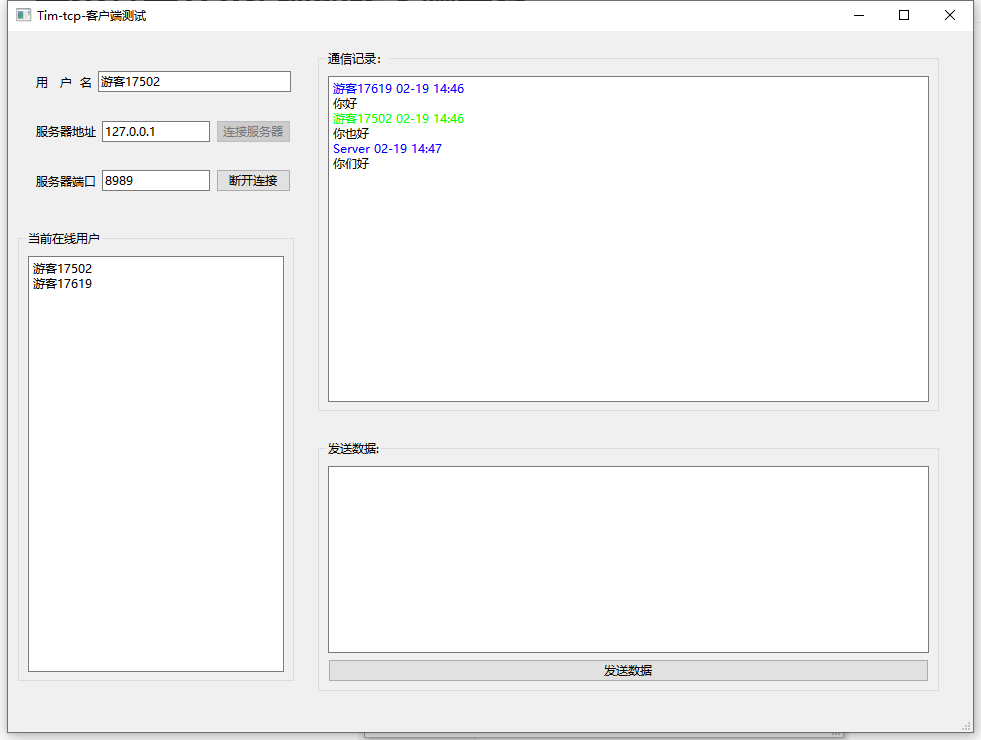 Tim-tcp-客户端测试
用 户 名 游客17502
服务器地址 127.0.0.1 连接服务器
服务器端口 8989 断开连接
当前在线用户
游客17502
游客17619
通信记录:
游客17619 02-19 14:46
你好
游客17502 02-19 14:46
你也好
Server 02-19 14:47
你们好
发送数据:
发送数据